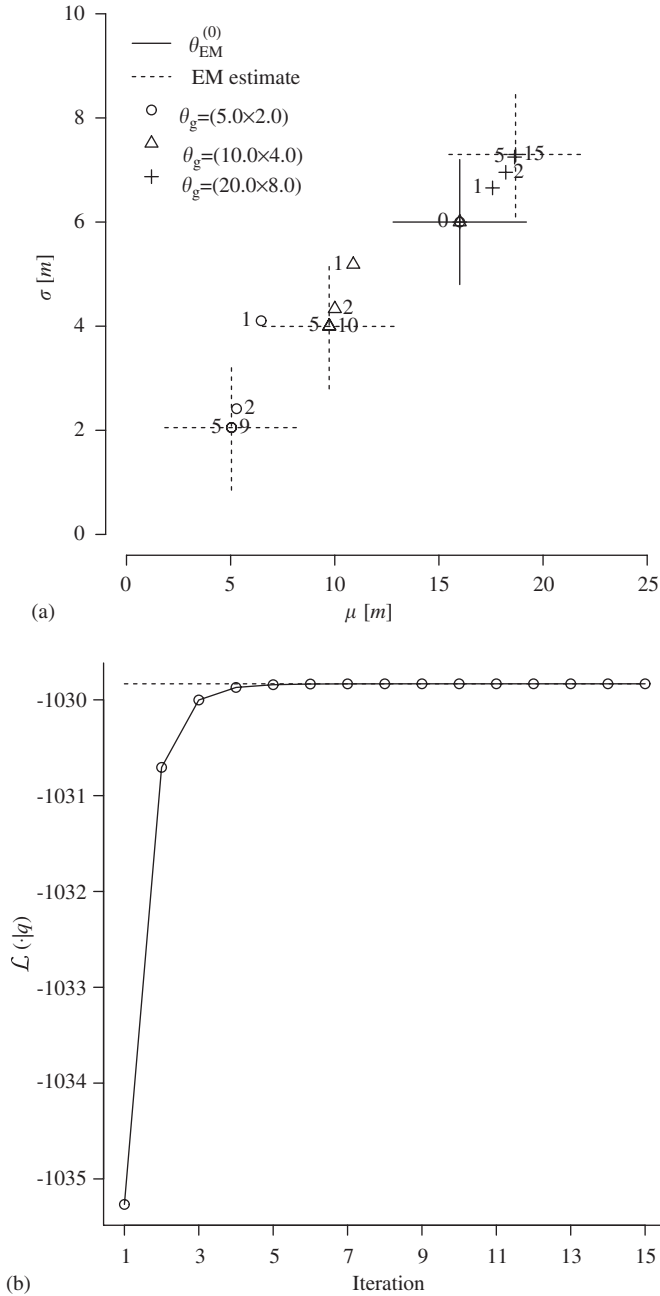 10
8
6
4
2
0
σ [m]
θ_EM^(0)
EM estimate
θ_g=(5.0×2.0)
θ_g=(10.0×4.0)
θ_g=(20.0×8.0)
5 15
2
1
0
1
2
5 10
1
2
5 9
0 5 10 15 20 25
μ [m]
(a)
-1030
-1031
-1032
-1033
-1034
-1035
ℒ (·|q)
1 3 5 7 9 11 13 15
Iteration
(b)